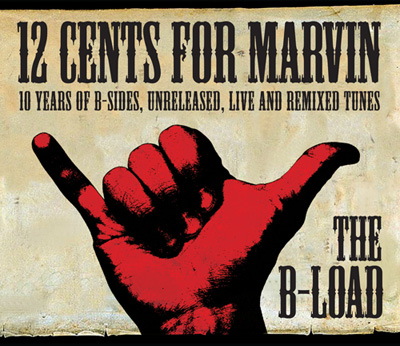 12 CENTS FOR MARVIN
10 YEARS OF B-SIDES, UNRELEASED, LIVE AND REMIXED TUNES
THE
B-LOAD